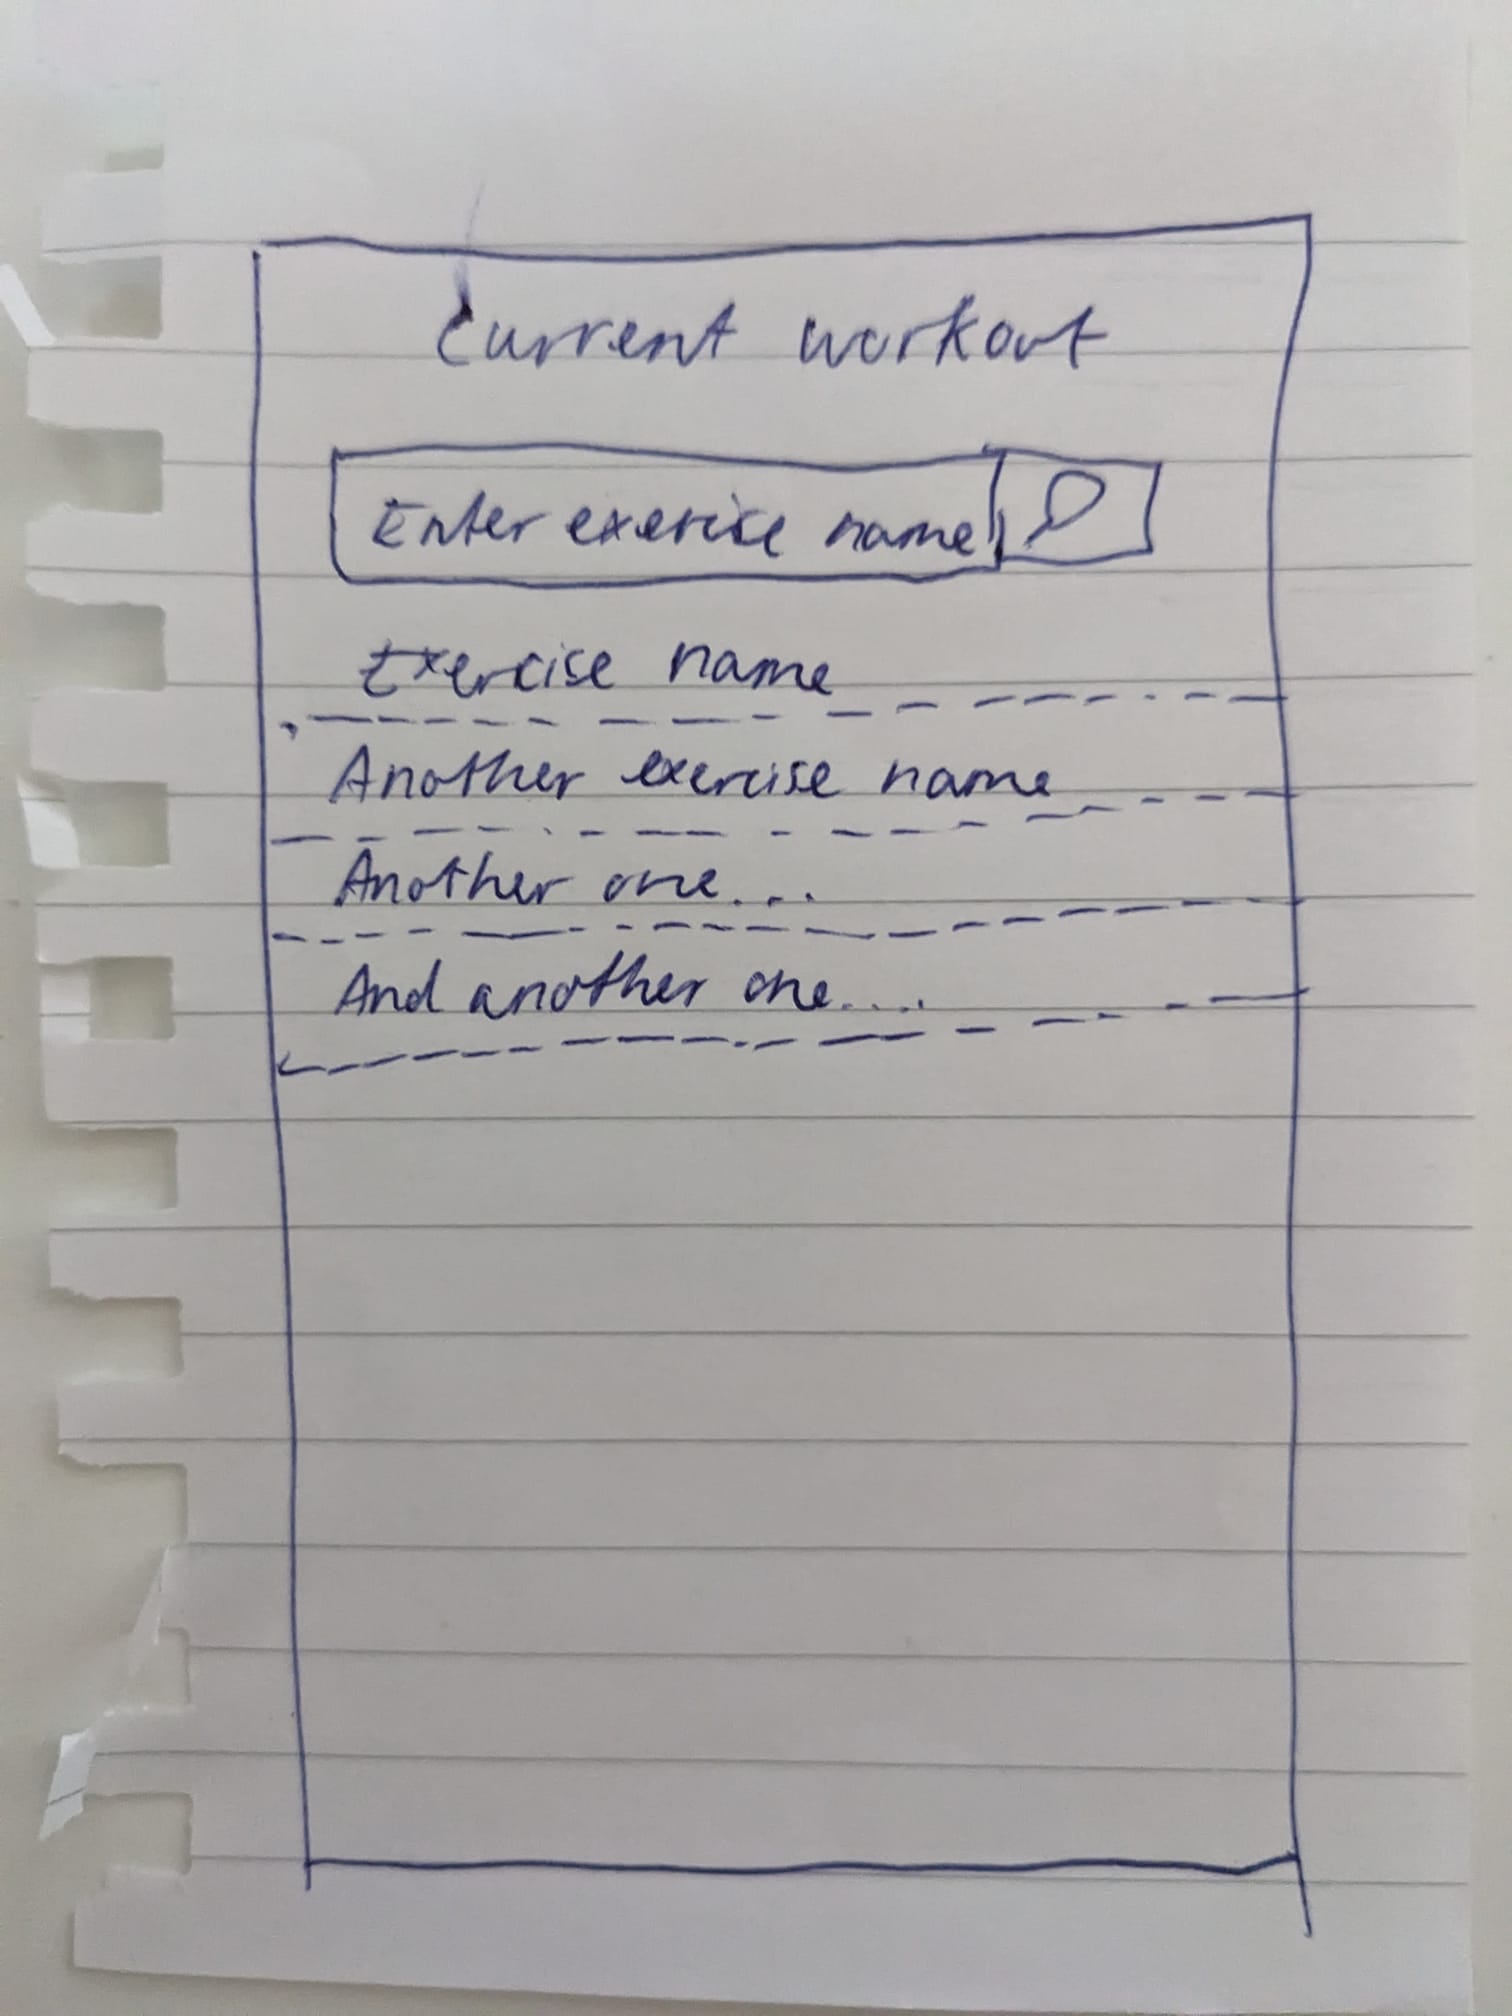 Current workout
Enter exercise name
Exercise name
Another exercise name
Another one...
And another one....